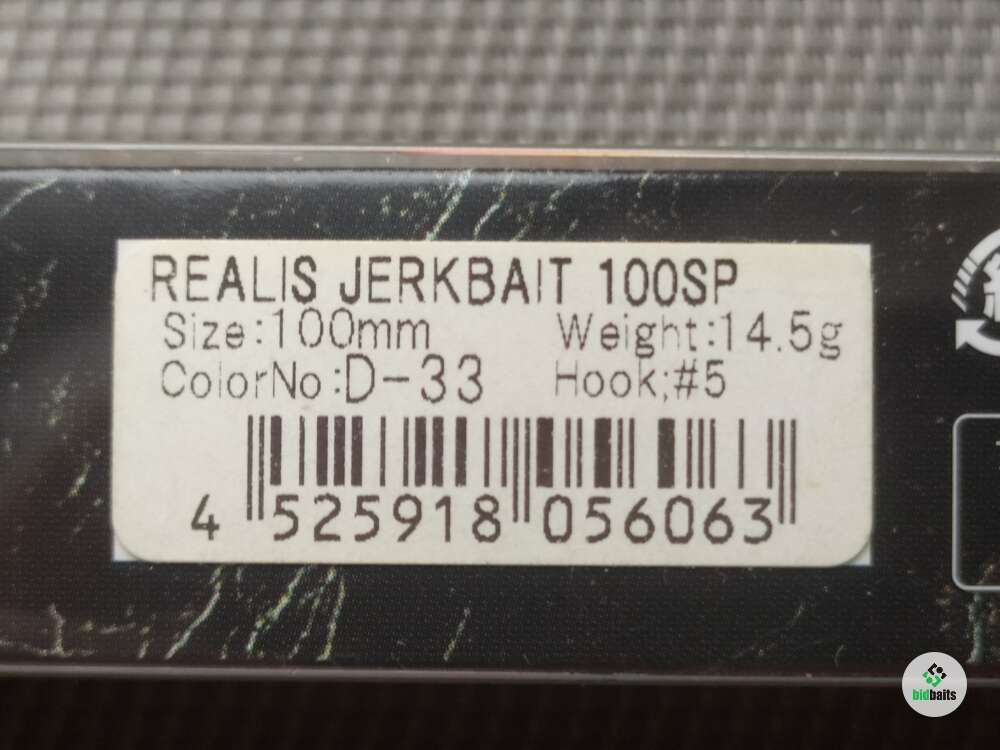 REALIS JERKBAIT 100SP
Size:100mm Weight:14.5g
ColorNo:D-33 Hook;#5
4 525918 056063
bidbaits